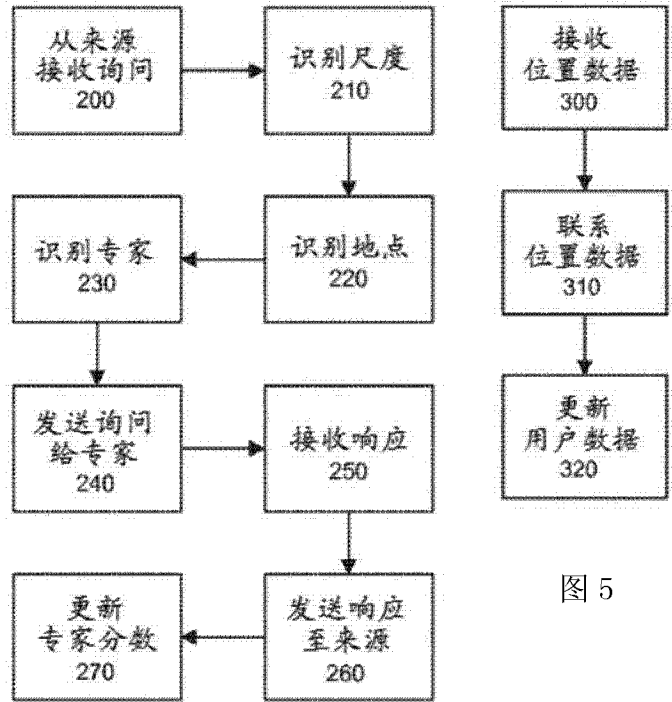 从来源
接收询问
200
识别尺度
210
识别专家
230
识别地点
220
发送询问
给专家
240
接收响应
250
更新
专家分数
270
发送响应
至来源
260
接收
位置数据
300
联系
位置数据
310
更新
用户数据
320
图 5